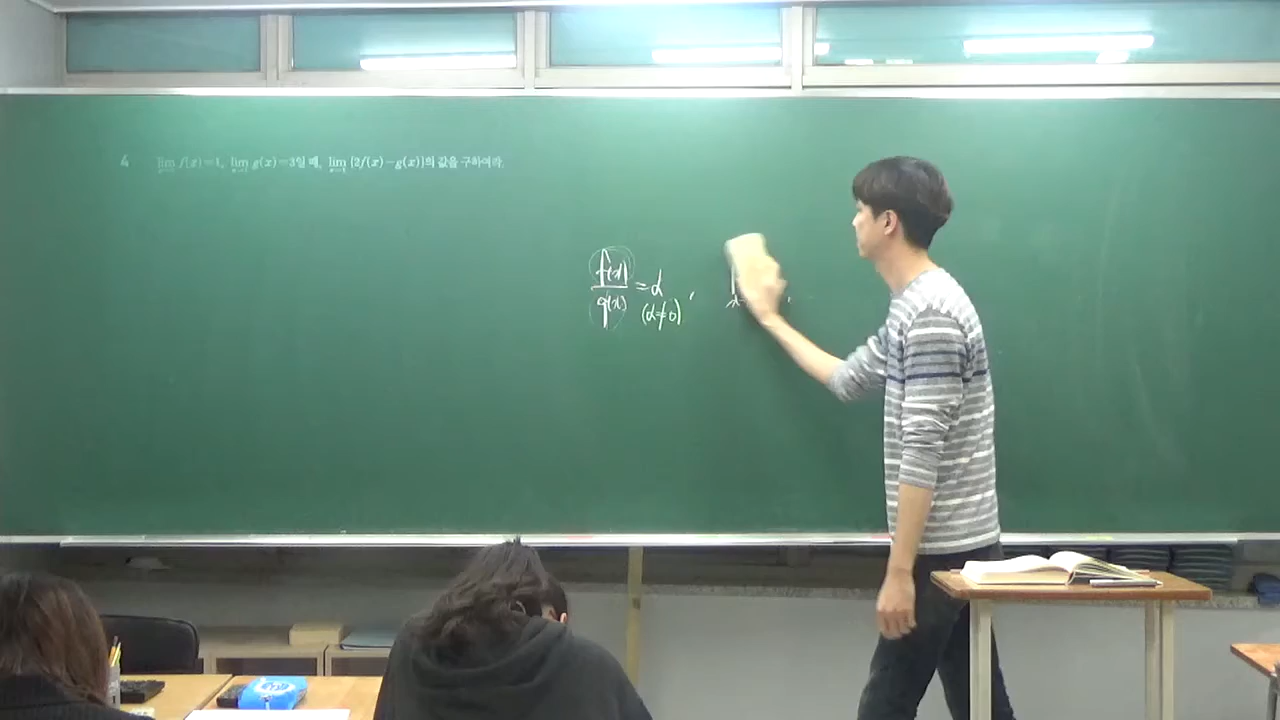 4 lim f(x)=1, lim g(x)=3일 때, lim {2f(x)-g(x)}의 값을 구하여라.
f(x)
g(x)
=α
(α≠0)
,